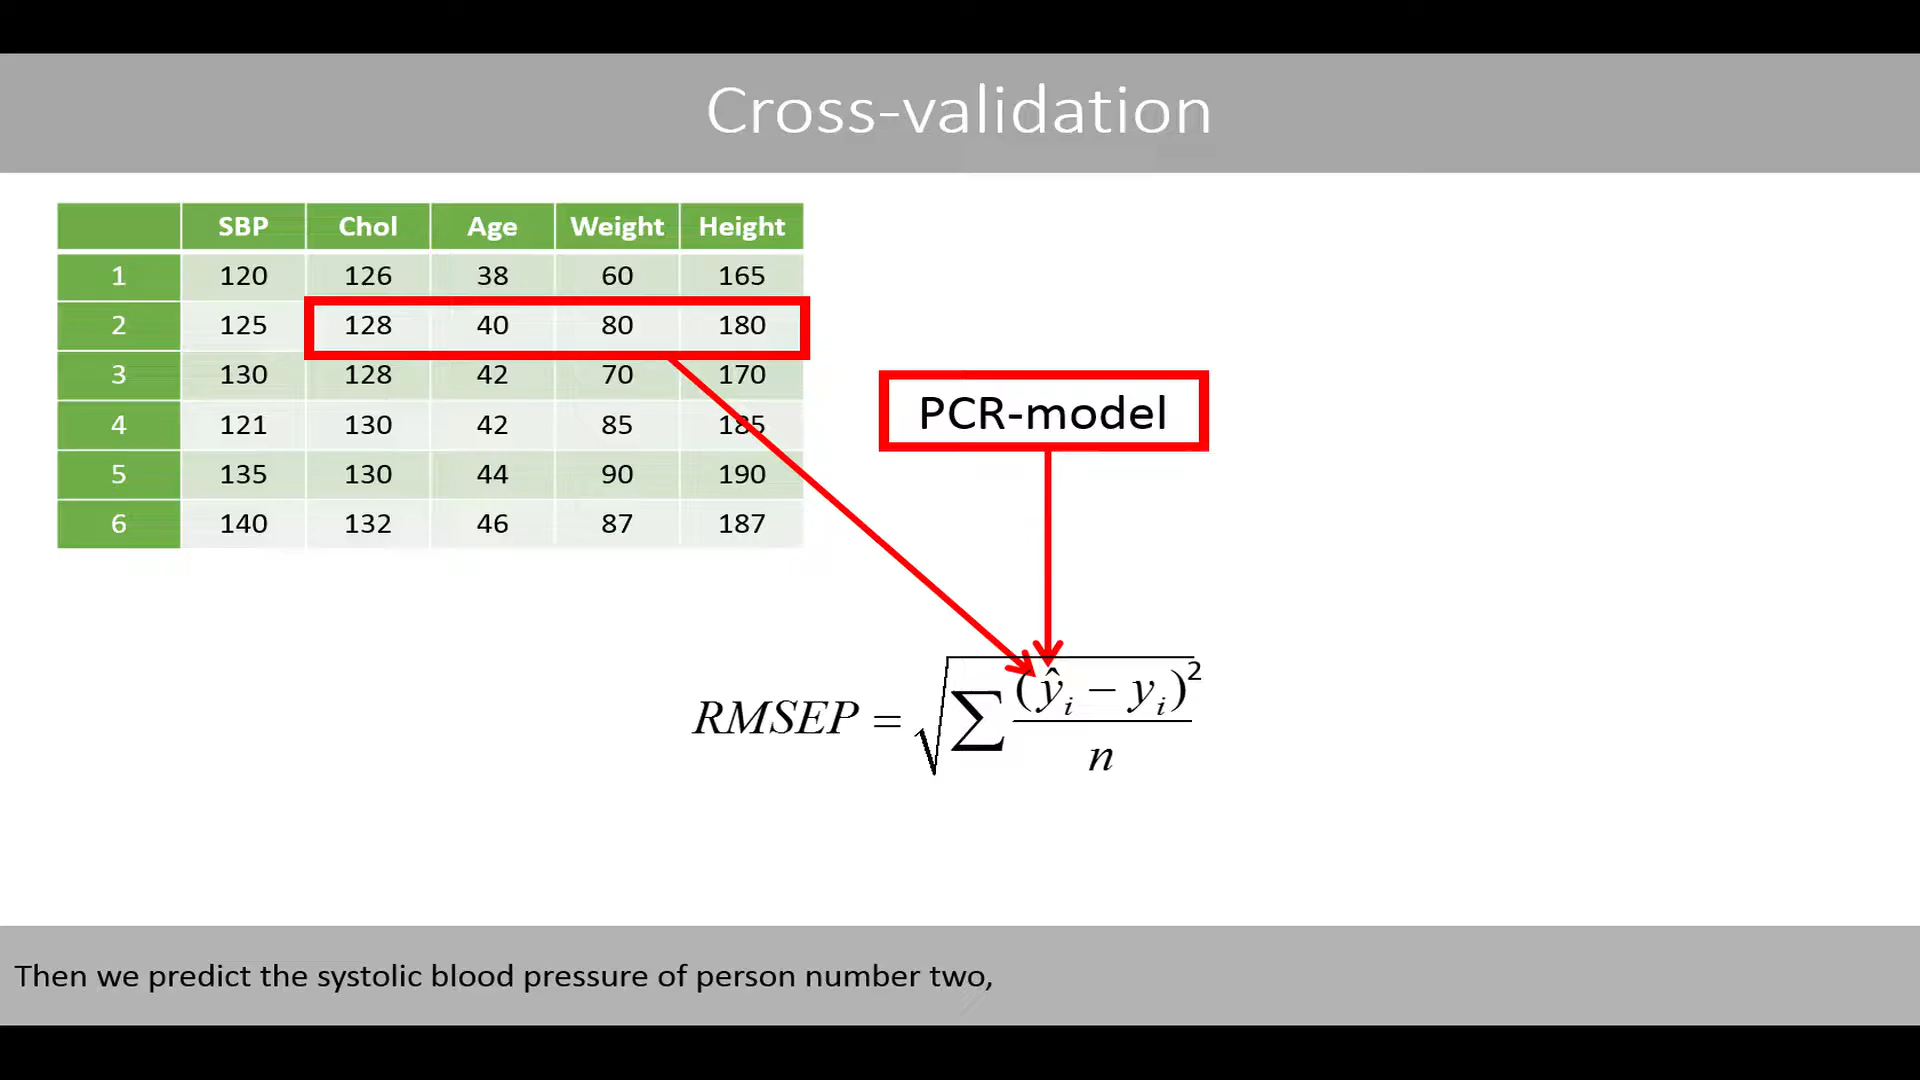 Cross-validation
SBP Chol Age Weight Height
1 120 126 38 60 165
2 125 128 40 80 180
3 130 128 42 70 170
4 121 130 42 85 185
5 135 130 44 90 190
6 140 132 46 87 187
PCR-model
RMSEP = √∑ (ŷᵢ − yᵢ)² / n
Then we predict the systolic blood pressure of person number two,